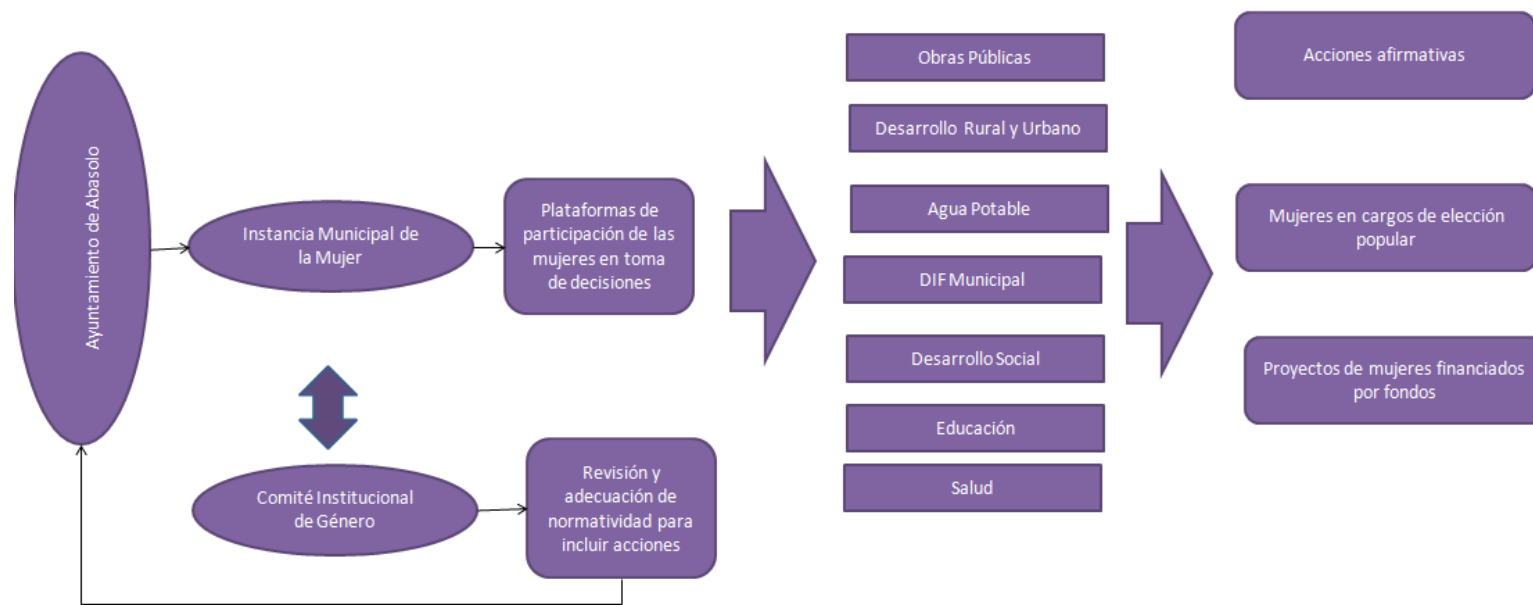 Ayuntamiento de Abasolo
Instancia Municipal de
la Mujer
Plataformas de
participación de las
mujeres en toma
de decisiones
Comité Institucional
de Género
Revisión y
adecuación de
normatividad para
incluir acciones
Obras Públicas
Desarrollo Rural y Urbano
Agua Potable
DIF Municipal
Desarrollo Social
Educación
Salud
Acciones afirmativas
Mujeres en cargos de elección
popular
Proyectos de mujeres financiados
por fondos